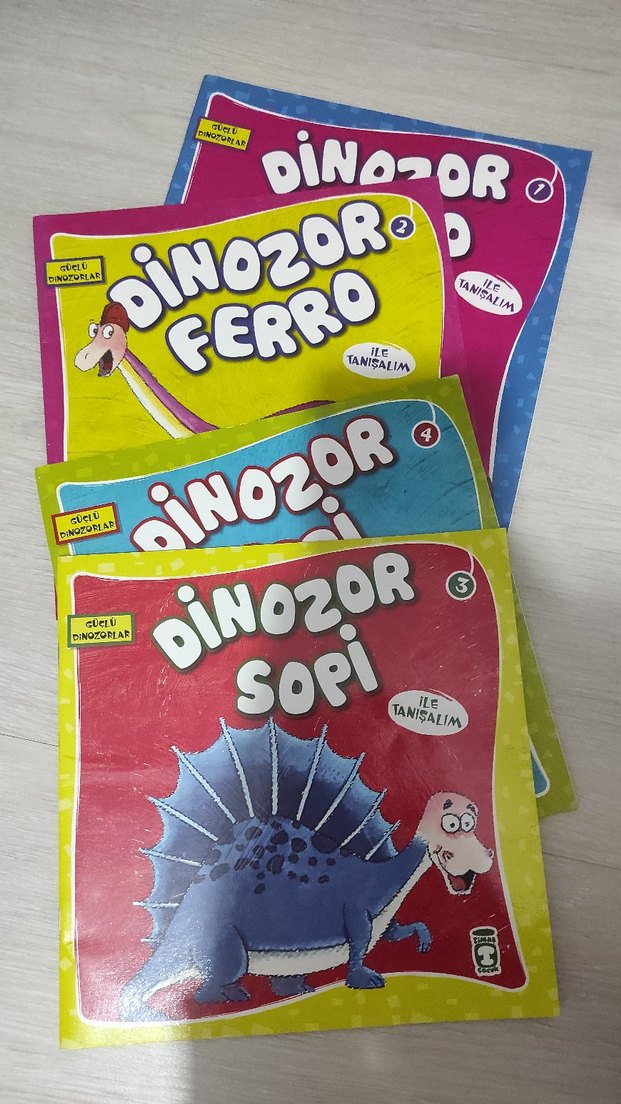 GÜÇLÜ
DİNOZORLAR
DİNOZOR
1
İLE
TANIŞALIM
GÜÇLÜ
DİNOZORLAR
DİNOZOR
2
FERRO
İLE
TANIŞALIM
GÜÇLÜ
DİNOZORLAR
DİNOZOR
4
GÜÇLÜ
DİNOZORLAR
DİNOZOR
3
SOPİ
İLE
TANIŞALIM
TİMAŞ
ÇOCUK